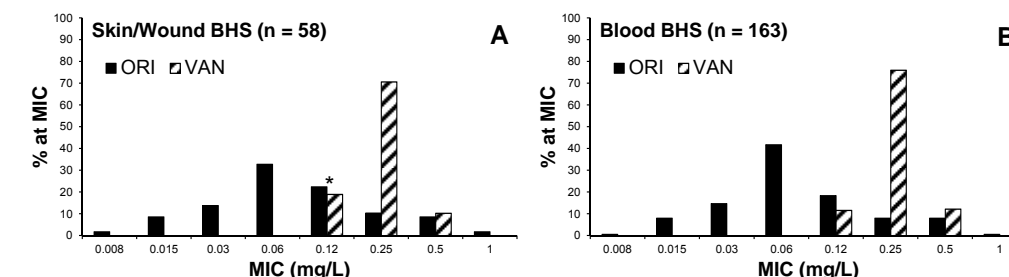 Skin/Wound BHS (n = 58)
A
ORI VAN
% at MIC
100
90
80
70
60
50
40
30
20
10
0
*
0.008 0.015 0.03 0.06 0.12 0.25 0.5 1
MIC (mg/L)
Blood BHS (n = 163)
B
ORI VAN
% at MIC
100
90
80
70
60
50
40
30
20
10
0
0.008 0.015 0.03 0.06 0.12 0.25 0.5 1
MIC (mg/L)